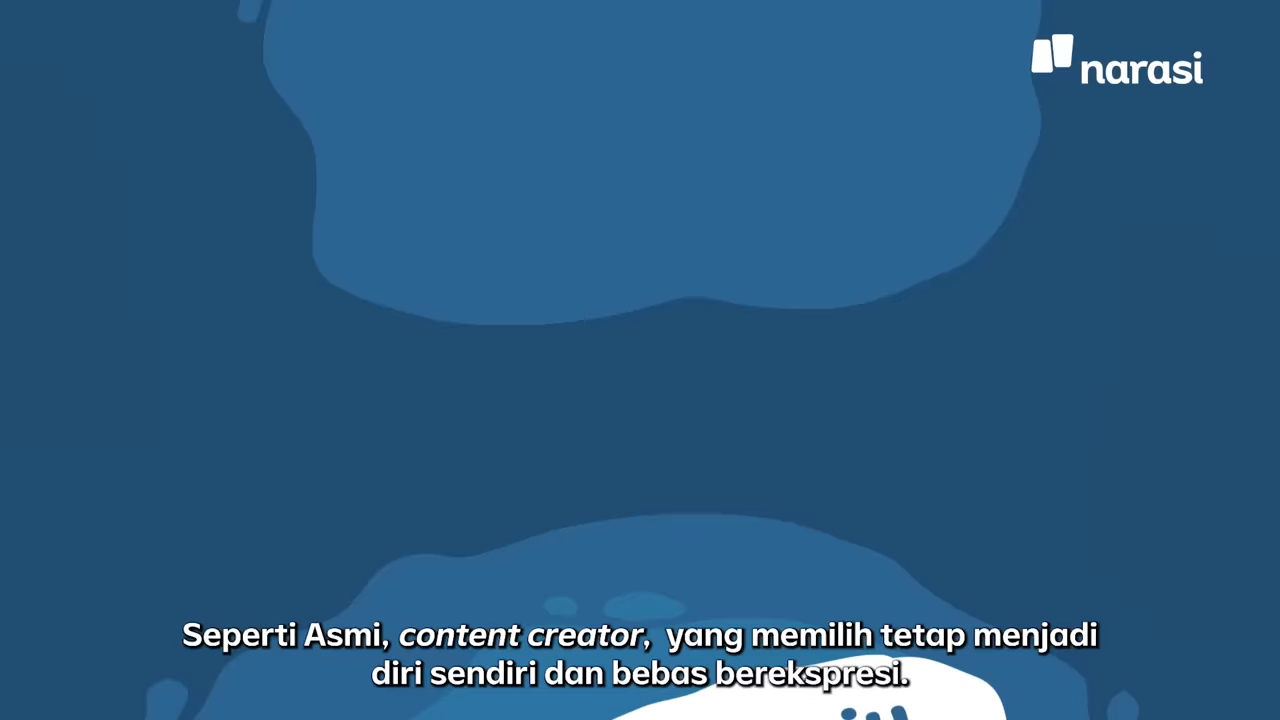 narasi
Seperti Asmi, content creator, yang memilih tetap menjadi
diri sendiri dan bebas berekspresi.